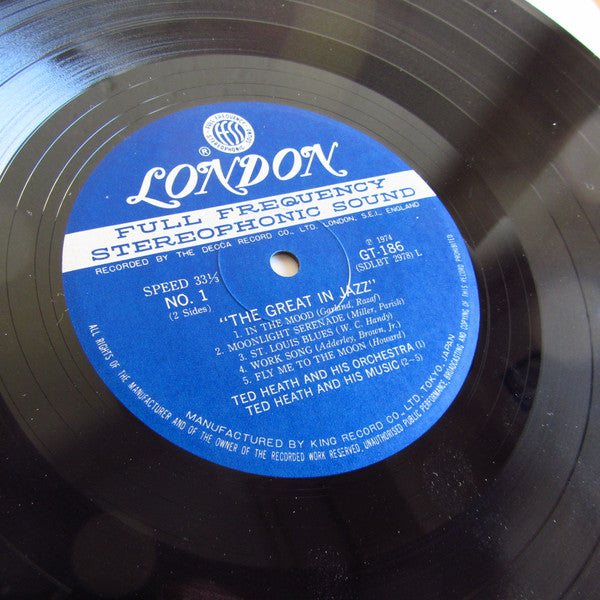 FULL FREQUENCY
FFSS
STEREOPHONIC SOUND
®
LONDON
FULL FREQUENCY
STEREOPHONIC SOUND
RECORDED BY THE DECCA RECORD CO., LTD. LONDON, S.E.I. ENGLAND
SPEED 33⅓
NO. 1
(2 Sides)
℗ 1974
GT-186
(SDLBT 2978) L
"THE GREAT IN JAZZ"
1. IN THE MOOD (Garland, Razaf)
2. MOONLIGHT SERENADE (Miller, Parish)
3. ST. LOUIS BLUES (W. C. Handy)
4. WORK SONG (Adderley, Brown, Jr.)
5. FLY ME TO THE MOON (Howard)
TED HEATH AND HIS ORCHESTRA (1)
TED HEATH AND HIS MUSIC (2~5)
MANUFACTURED BY KING RECORD CO., LTD, TOKYO, JAPAN
ALL RIGHTS OF THE MANUFACTURER AND OF THE OWNER OF THE RECORDED WORK RESERVED. UNAUTHORISED PUBLIC PERFORMANCE, BROADCASTING AND COPYING OF THIS RECORD PROHIBITED